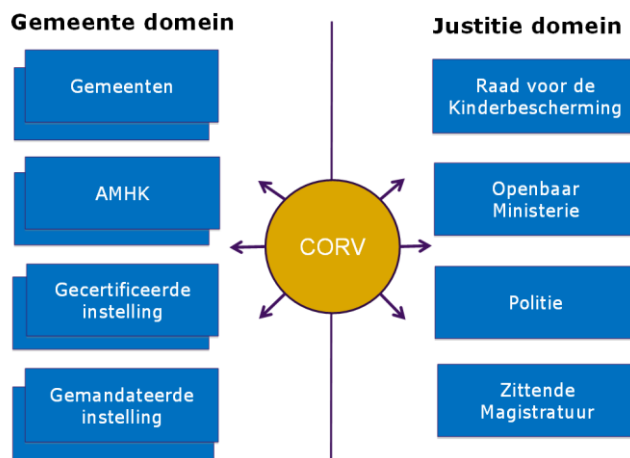 Gemeente domein
Gemeenten
AMHK
Gecertificeerde
instelling
Gemandateerde
instelling
CORV
Justitie domein
Raad voor de
Kinderbescherming
Openbaar
Ministerie
Politie
Zittende
Magistratuur